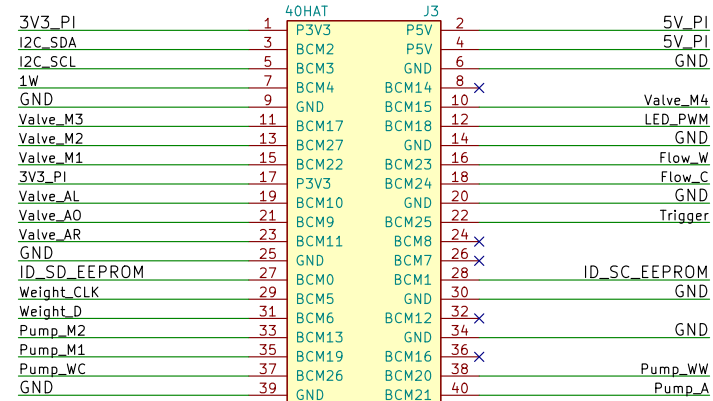 40HAT J3
3V3_PI 1 P3V3 P5V 2 5V_PI
I2C_SDA 3 BCM2 P5V 4 5V_PI
I2C_SCL 5 BCM3 GND 6 GND
1W 7 BCM4 BCM14 8
GND 9 GND BCM15 10 Valve_M4
Valve_M3 11 BCM17 BCM18 12 LED_PWM
Valve_M2 13 BCM27 GND 14 GND
Valve_M1 15 BCM22 BCM23 16 Flow_W
3V3_PI 17 P3V3 BCM24 18 Flow_C
Valve_AL 19 BCM10 GND 20 GND
Valve_AO 21 BCM9 BCM25 22 Trigger
Valve_AR 23 BCM11 BCM8 24
GND 25 GND BCM7 26
ID_SD_EEPROM 27 BCM0 BCM1 28 ID_SC_EEPROM
Weight_CLK 29 BCM5 GND 30 GND
Weight_D 31 BCM6 BCM12 32
Pump_M2 33 BCM13 GND 34 GND
Pump_M1 35 BCM19 BCM16 36
Pump_WC 37 BCM26 BCM20 38 Pump_WW
GND 39 GND BCM21 40 Pump_A